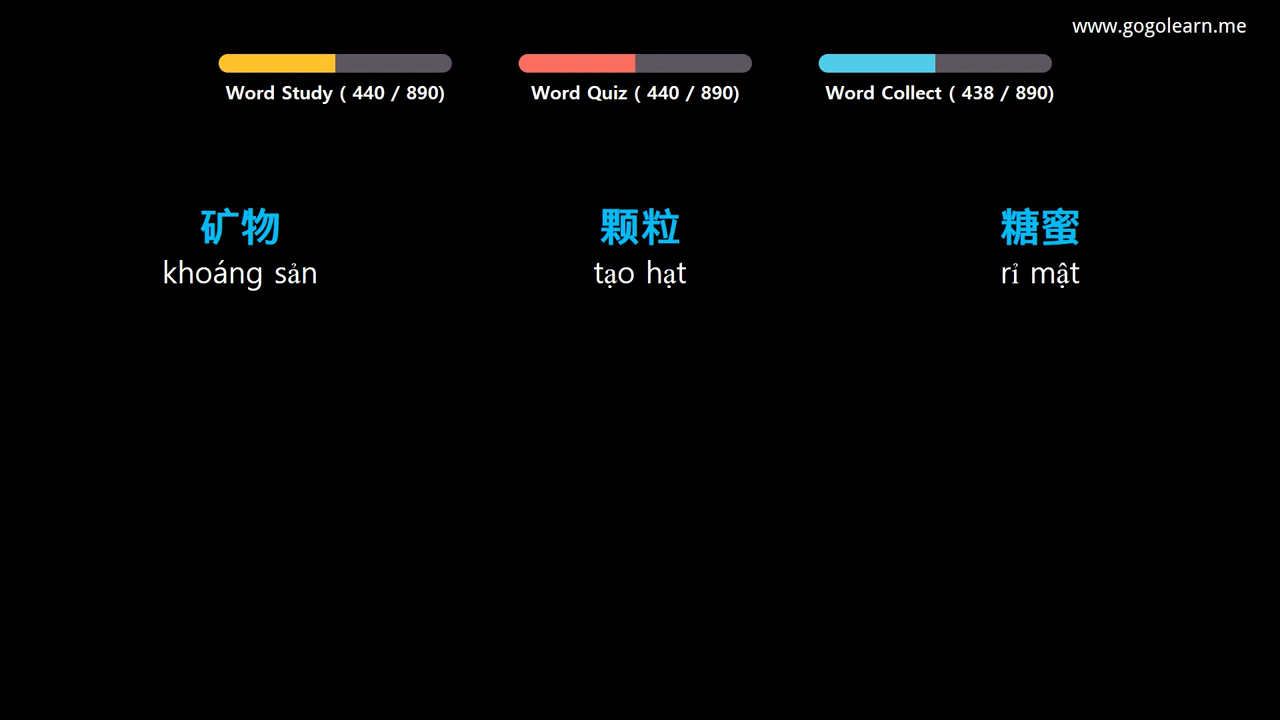 www.gogolearn.me
Word Study ( 440 / 890)
Word Quiz ( 440 / 890)
Word Collect ( 438 / 890)
矿物
khoáng sản
颗粒
tạo hạt
糖蜜
rỉ mật